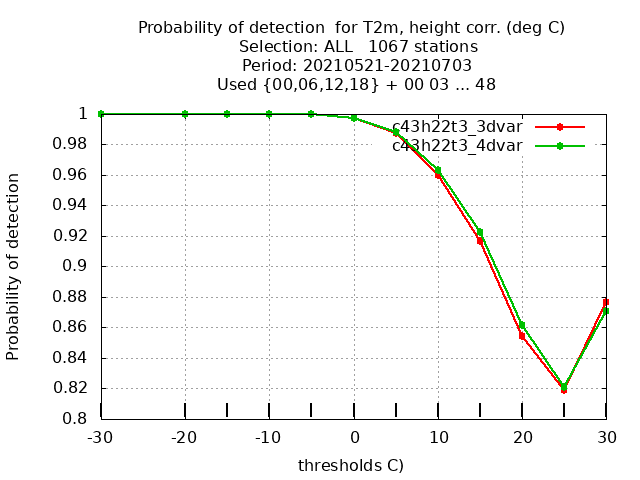 Probability of detection  for T2m, height corr. (deg C)
Selection: ALL   1067 stations
Period: 20210521-20210703
Used {00,06,12,18} + 00 03 ... 48
c43h22t3_3dvar
c43h22t3_4dvar
Probability of detection
1
0.98
0.96
0.94
0.92
0.9
0.88
0.86
0.84
0.82
0.8
-30 -20 -10 0 10 20 30
thresholds C)